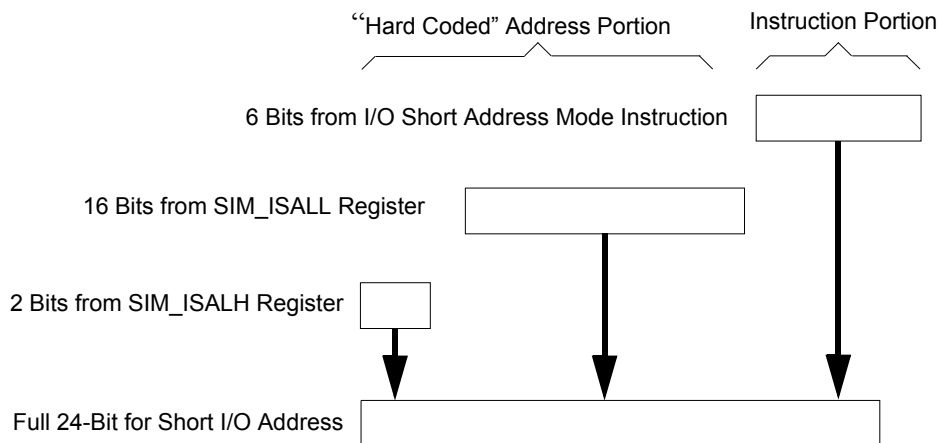 “Hard Coded” Address Portion
Instruction Portion
6 Bits from I/O Short Address Mode Instruction
16 Bits from SIM_ISALL Register
2 Bits from SIM_ISALH Register
Full 24-Bit for Short I/O Address